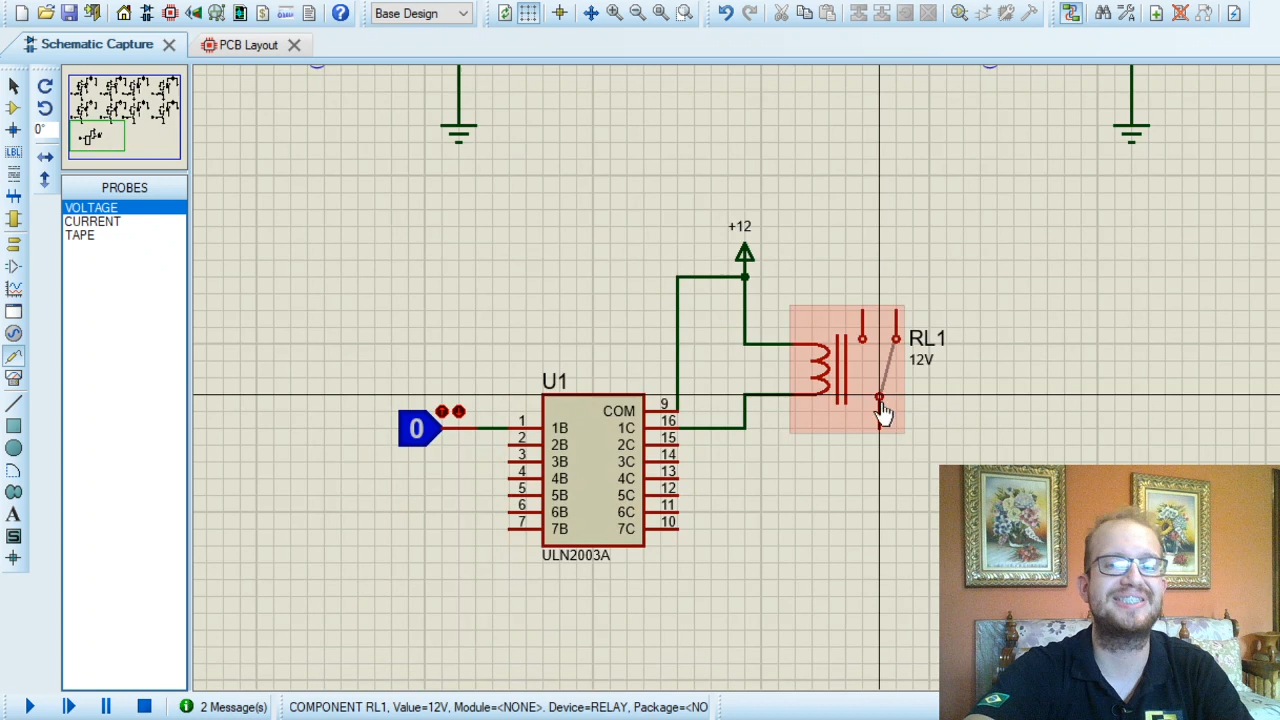 Base Design
Schematic Capture
PCB Layout
0°
LBL
PROBES
VOLTAGE
CURRENT
TAPE
+12
RL1
12V
U1
0
1 1B
2 2B
3 3B
4 4B
5 5B
6 6B
7 7B
COM 9
1C 16
2C 15
3C 14
4C 13
5C 12
6C 11
7C 10
ULN2003A
A
S
2 Message(s)
COMPONENT RL1, Value=12V, Module=<NONE>. Device=RELAY, Package=<NO